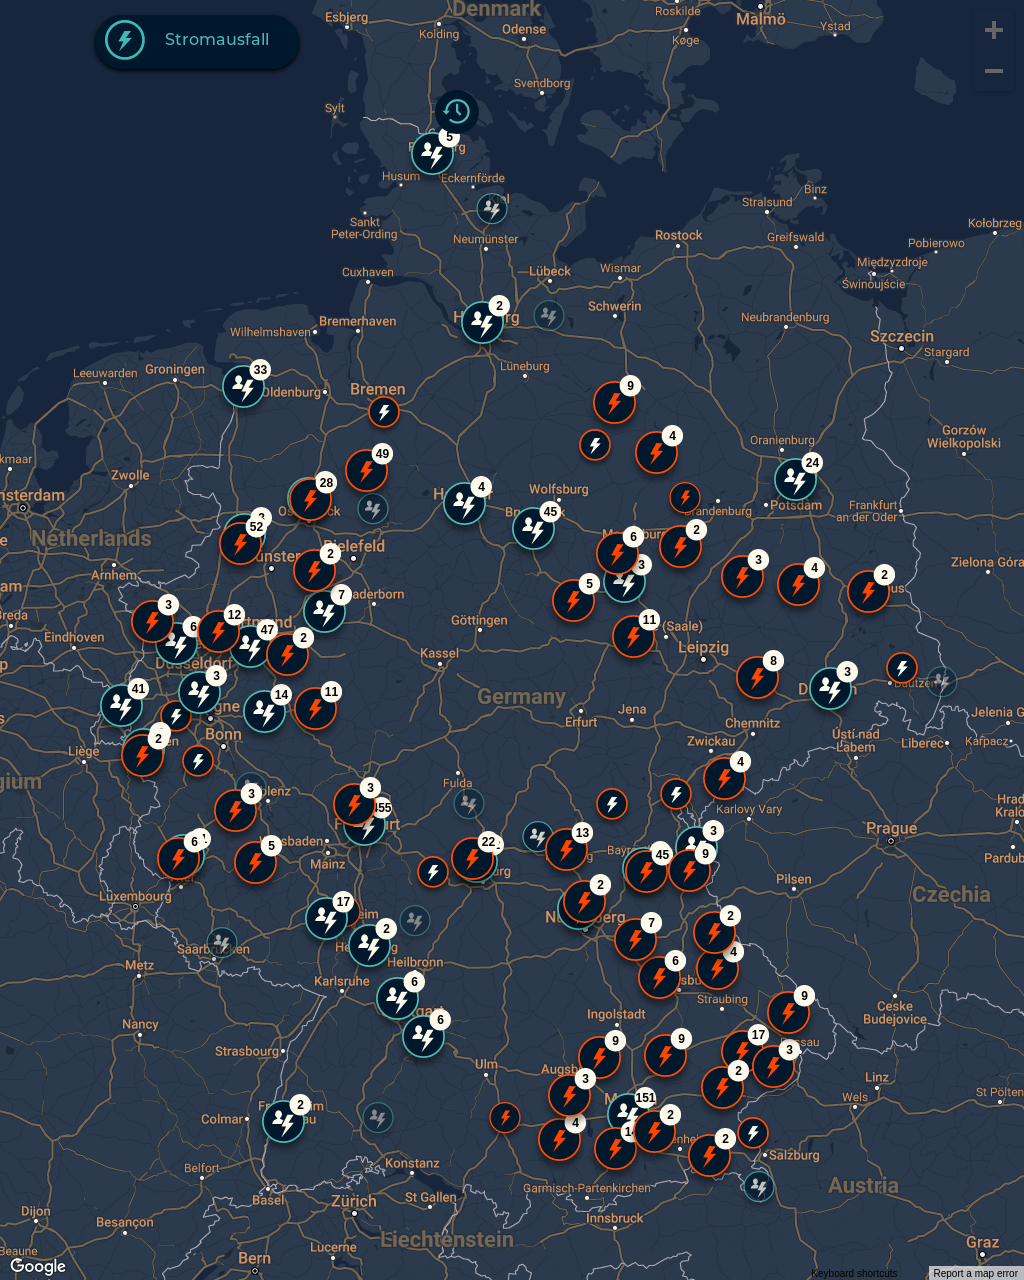 Denmark
Esbjerg
Roskilde
Malmö
Kolding
Odense
Ystad
Stromausfall
Køge
Svendborg
Sylt
5
Husum
Eckernförde
Binz
Stralsund
Sankt
Peter-Ording
Kołobrzeg
Neumünster
Rostock
Greifswald
Pobierowo
Międzyzdroje
Cuxhaven
Lübeck
Wismar
Świnoujście
2
Schwerin
Bremerhaven
Neubrandenburg
Wilhelmshaven
Szczecin
Stargard
Groningen
33
Leeuwarden
Lüneburg
9
Oldenburg
Bremen
4
Oranienburg
Gorzów
Wielkopolski
49
24
Zwolle
28
4
Wolfsburg
Potsdam
Frankfurt
an der Oder
45
52
6
2
Netherlands
Bielefeld
2
3
3
4
2
Zielona Góra
Arnhem
5
7
3
12
6
47
2
Göttingen
11
(Saale)
Eindhoven
Leipzig
Düsseldorf
Kassel
8
3
3
41
14
11
Germany
Bonn
Erfurt
Jena
Chemnitz
Jelenia G
2
Zwickau
Ústí nad
Labem
Liberec
Karpacz
Liège
4
Fulda
3
3
455
Karlovy Vary
Prague
Hrad
Králo
13
3
22
6
5
Mainz
45
9
Pardub
Pilsen
Luxembourg
2
Czechia
17
2
7
2
4
Saarbrücken
Heilbronn
6
Metz
Karlsruhe
6
Straubing
9
Ceske
Budejovice
Ingolstadt
Nancy
6
Strasbourg
9
9
17
3
Ulm
3
2
Linz
Wels
St Pölten
Colmar
2
151
2
4
2
Salzburg
Belfort
Konstanz
Garmisch-Partenkirchen
Austria
Basel
Zürich
St Gallen
Dijon
Besançon
Innsbruck
Liechtenstein
Lucerne
Graz
Beaune
Bern
Google
Keyboard shortcuts
Report a map error